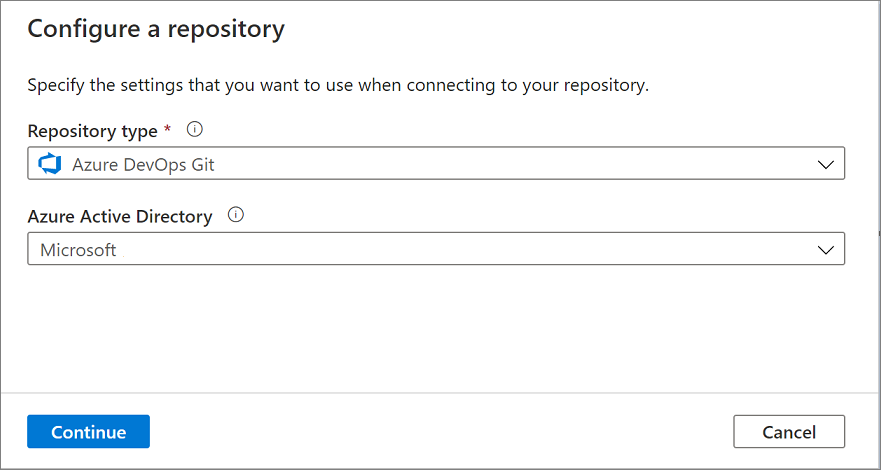 Configure a repository
Specify the settings that you want to use when connecting to your repository.
Repository type *
Azure DevOps Git
Azure Active Directory
Microsoft
Continue
Cancel